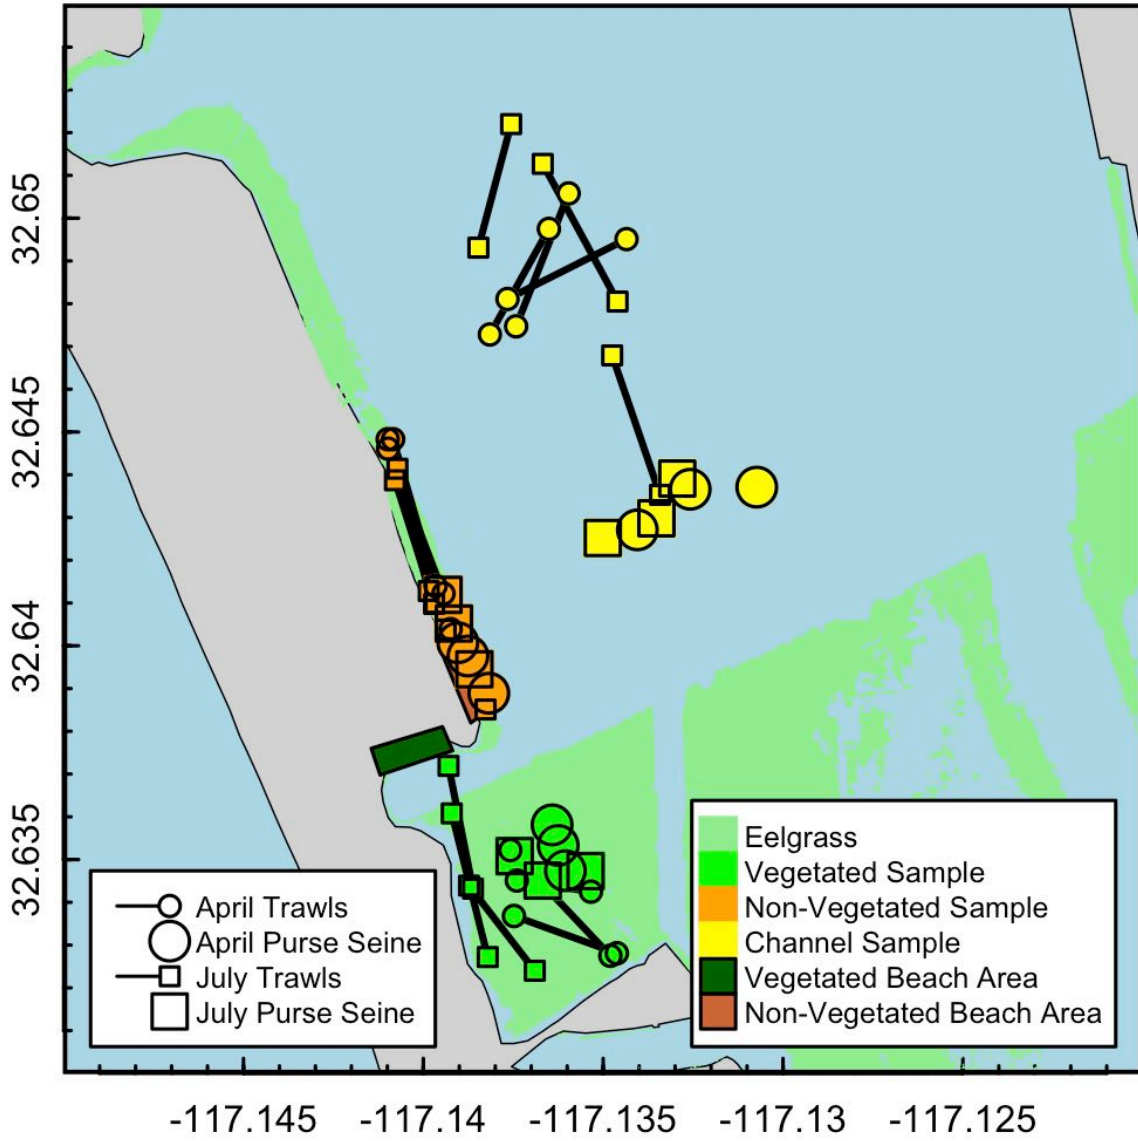 32.65
32.645
32.64
32.635
April Trawls
April Purse Seine
July Trawls
July Purse Seine
Eelgrass
Vegetated Sample
Non-Vegetated Sample
Channel Sample
Vegetated Beach Area
Non-Vegetated Beach Area
-117.145 -117.14 -117.135 -117.13 -117.125